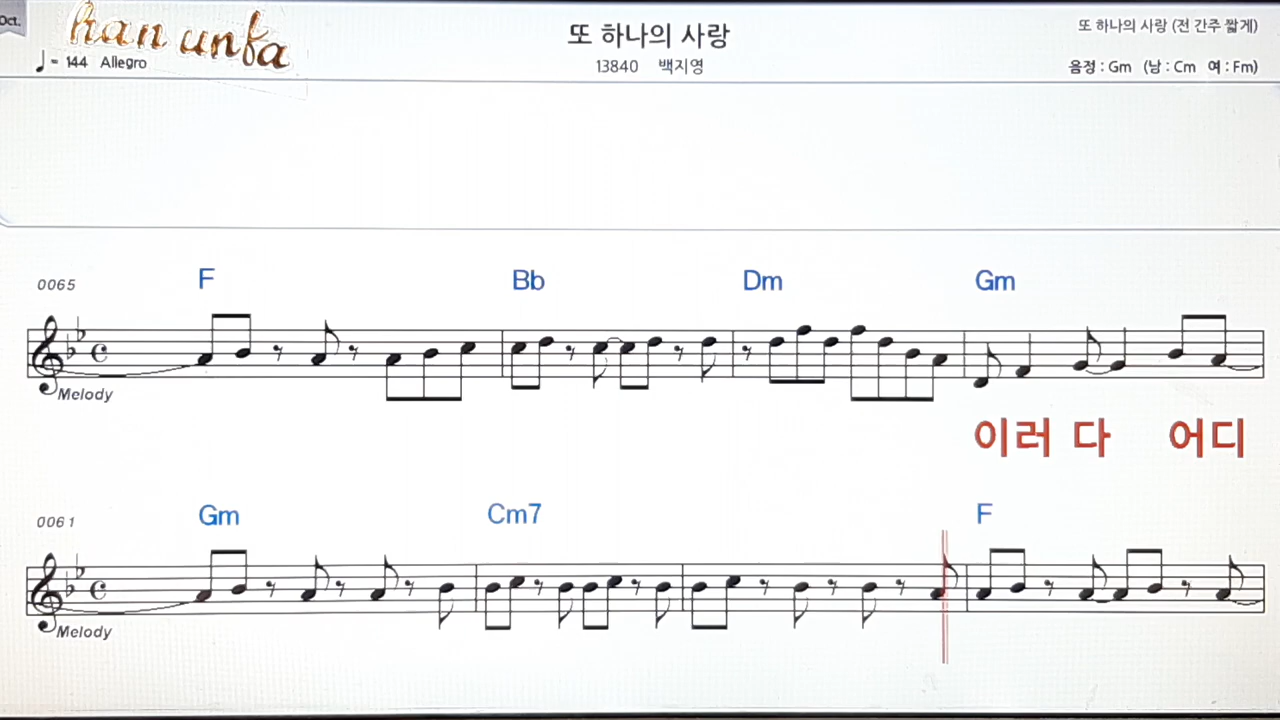 Oct.
han unfa
♩ = 144 Allegro
또 하나의 사랑
13840 백지영
또 하나의 사랑 (전 간주 짧게)
음정 : Gm (남 : Cm 여 : Fm)
0065
F Bb Dm Gm
Melody
이러 다 어디
0061
Gm Cm7 F
Melody